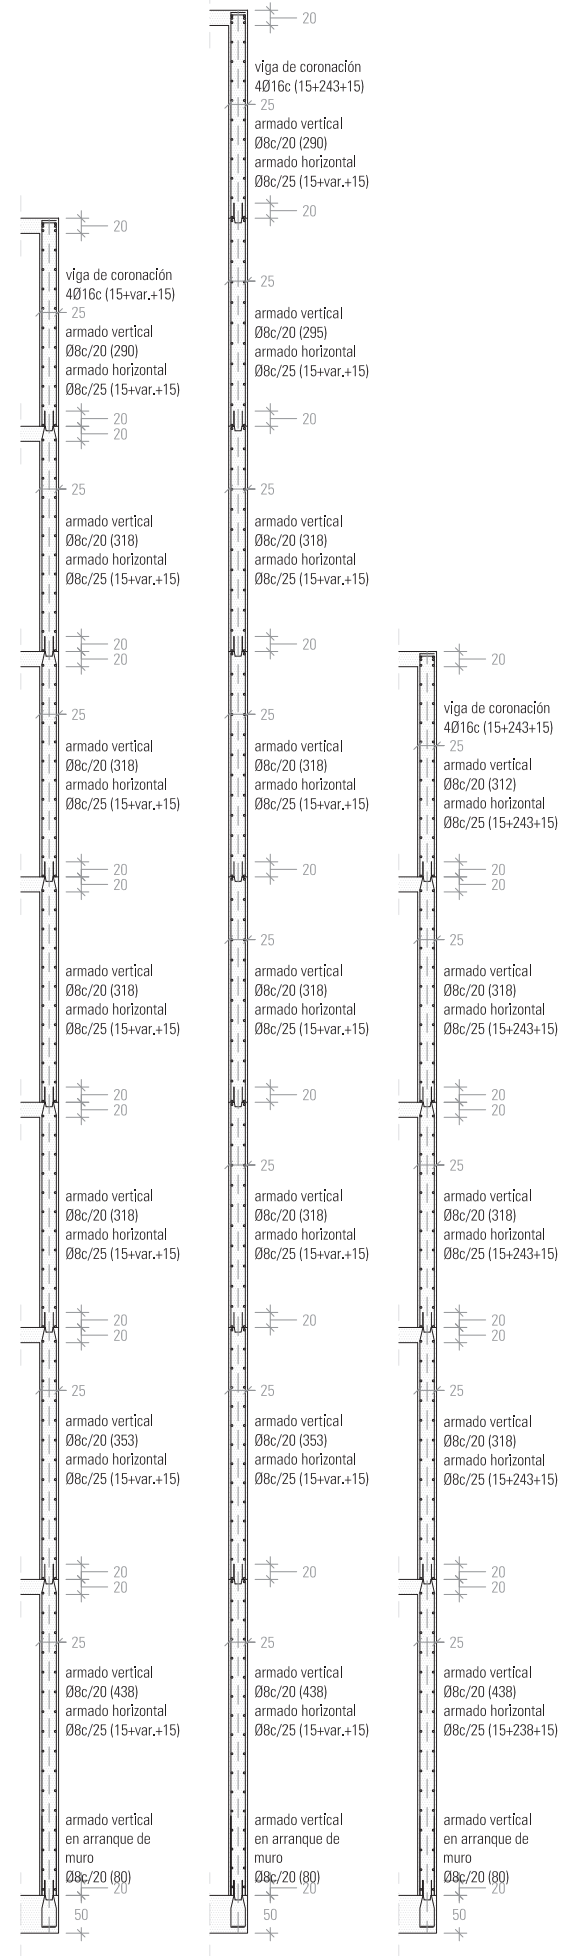 20
viga de coronación
4Ø16c (15+243+15)
25
armado vertical
Ø8c/20 (290)
armado horizontal
Ø8c/25 (15+var.+15)
20
25
armado vertical
Ø8c/20 (295)
armado horizontal
Ø8c/25 (15+var.+15)
20
25
armado vertical
Ø8c/20 (318)
armado horizontal
Ø8c/25 (15+var.+15)
20
25
armado vertical
Ø8c/20 (318)
armado horizontal
Ø8c/25 (15+var.+15)
20
25
armado vertical
Ø8c/20 (318)
armado horizontal
Ø8c/25 (15+var.+15)
20
25
armado vertical
Ø8c/20 (318)
armado horizontal
Ø8c/25 (15+var.+15)
20
25
armado vertical
Ø8c/20 (353)
armado horizontal
Ø8c/25 (15+var.+15)
20
25
armado vertical
Ø8c/20 (438)
armado horizontal
Ø8c/25 (15+var.+15)
armado vertical
en arranque de
muro
Ø8c/20 (80)
20
50
20
viga de coronación
4Ø16c (15+var.+15)
25
armado vertical
Ø8c/20 (290)
armado horizontal
Ø8c/25 (15+var.+15)
20
20
25
armado vertical
Ø8c/20 (318)
armado horizontal
Ø8c/25 (15+var.+15)
20
20
25
armado vertical
Ø8c/20 (318)
armado horizontal
Ø8c/25 (15+var.+15)
20
20
25
armado vertical
Ø8c/20 (318)
armado horizontal
Ø8c/25 (15+var.+15)
20
20
armado vertical
Ø8c/20 (318)
armado horizontal
Ø8c/25 (15+var.+15)
20
20
25
armado vertical
Ø8c/20 (353)
armado horizontal
Ø8c/25 (15+var.+15)
20
20
25
armado vertical
Ø8c/20 (438)
armado horizontal
Ø8c/25 (15+var.+15)
armado vertical
en arranque de
muro
Ø8c/20 (80)
20
50
20
viga de coronación
4Ø16c (15+243+15)
25
armado vertical
Ø8c/20 (312)
armado horizontal
Ø8c/25 (15+243+15)
20
20
25
armado vertical
Ø8c/20 (318)
armado horizontal
Ø8c/25 (15+243+15)
20
20
25
armado vertical
Ø8c/20 (318)
armado horizontal
Ø8c/25 (15+243+15)
20
20
25
armado vertical
Ø8c/20 (318)
armado horizontal
Ø8c/25 (15+243+15)
20
20
25
armado vertical
Ø8c/20 (438)
armado horizontal
Ø8c/25 (15+238+15)
armado vertical
en arranque de
muro
Ø8c/20 (80)
20
50